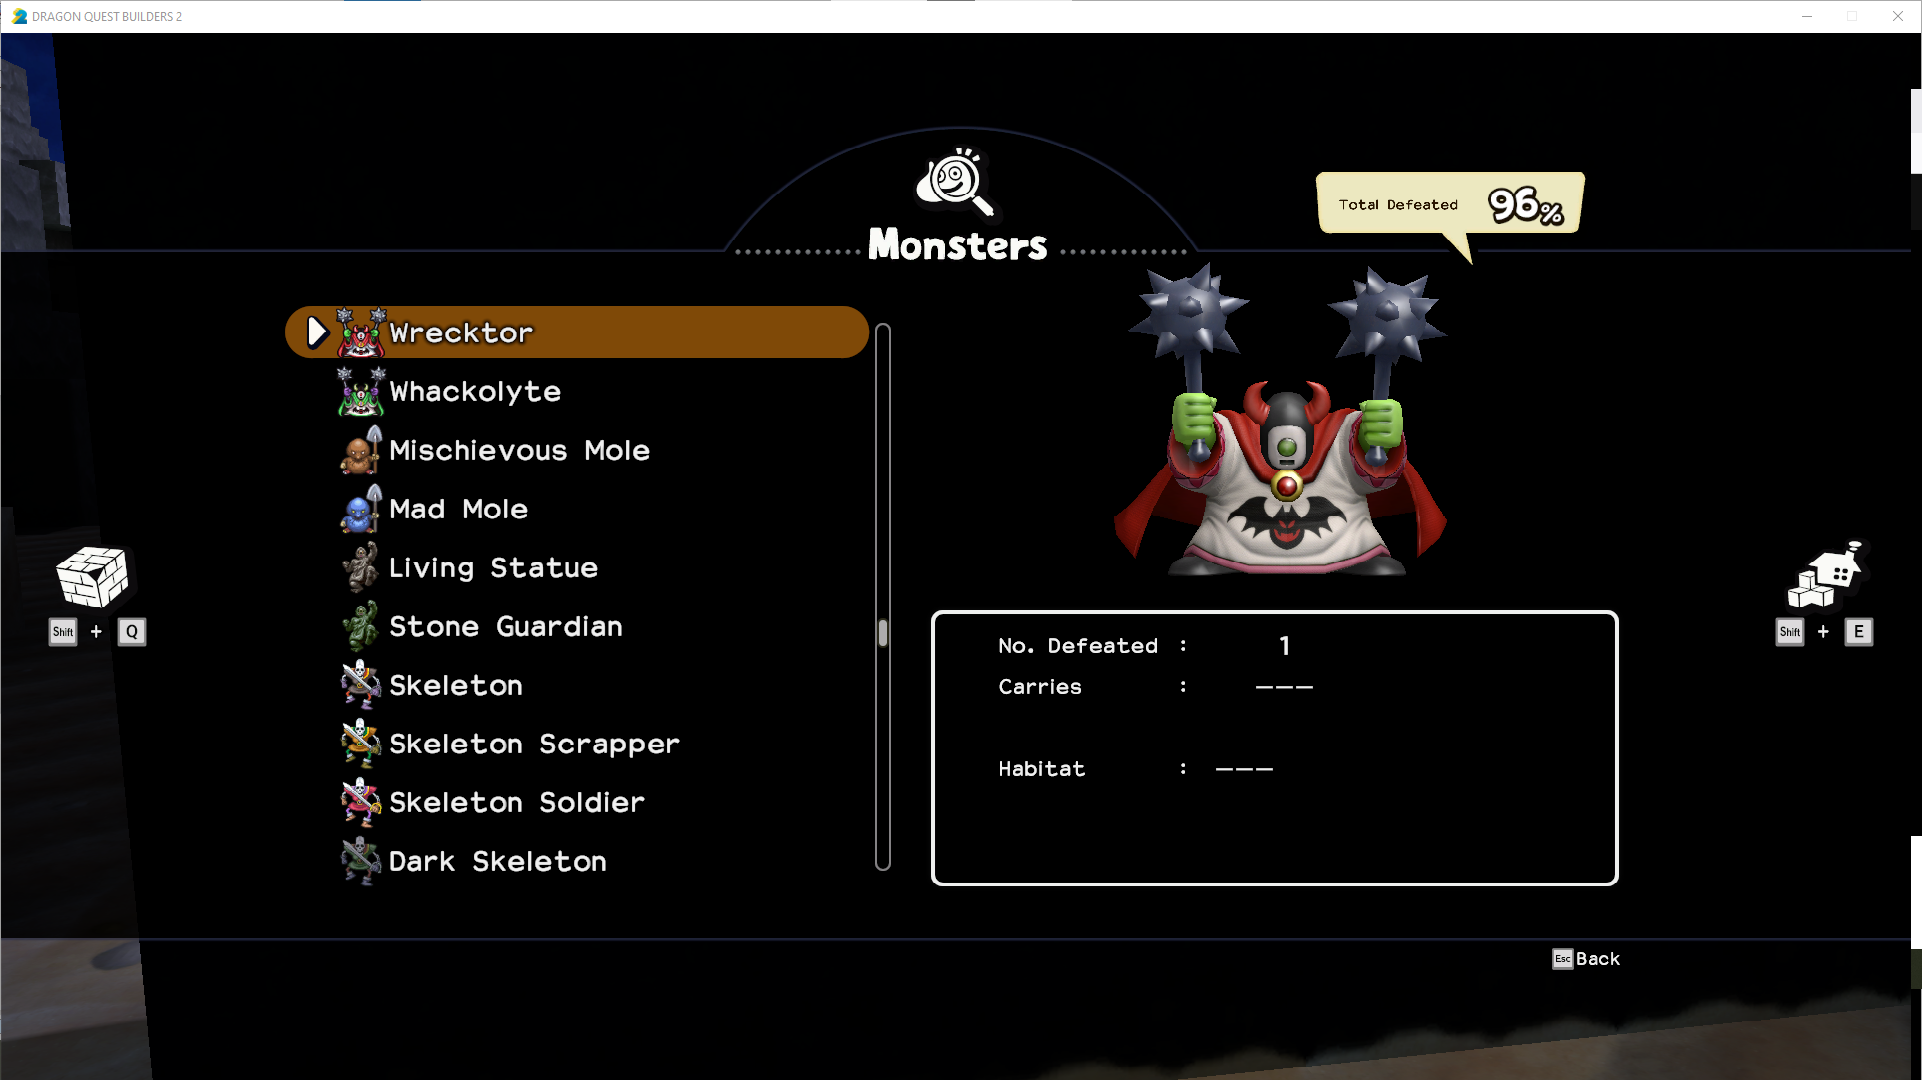 DRAGON QUEST BUILDERS 2
Total Defeated 96%
Monsters
Wrecktor
Whackolyte
Mischievous Mole
Mad Mole
Living Statue
Stone Guardian
Skeleton
Skeleton Scrapper
Skeleton Soldier
Dark Skeleton
Shift + Q
Shift + E
No. Defeated : 1
Carries : ---
Habitat : ---
Esc Back